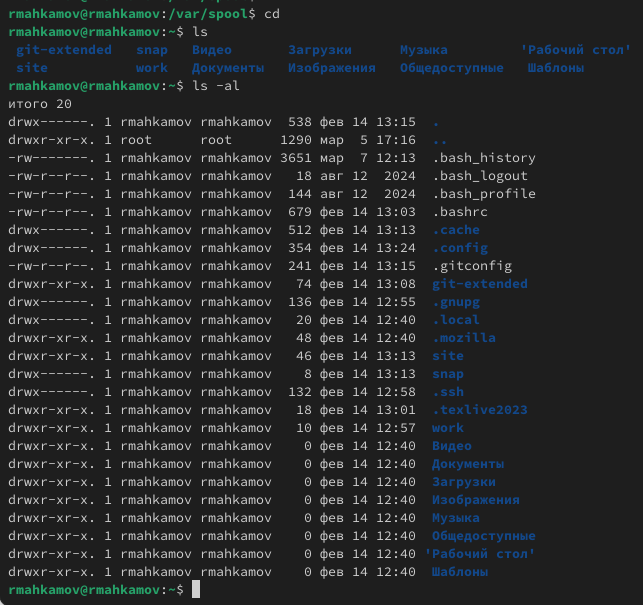 rmahkamov@rmahkamov:/var/spool$ cd
rmahkamov@rmahkamov:~$ ls
git-extended snap Видео Загрузки Музыка 'Рабочий стол'
site work Документы Изображения Общедоступные Шаблоны
rmahkamov@rmahkamov:~$ ls -al
итого 20
drwx------. 1 rmahkamov rmahkamov 538 фев 14 13:15 .
drwxr-xr-x. 1 root root 1290 мар 5 17:16 ..
-rw-------. 1 rmahkamov rmahkamov 3651 мар 7 12:13 .bash_history
-rw-r--r--. 1 rmahkamov rmahkamov 18 авг 12 2024 .bash_logout
-rw-r--r--. 1 rmahkamov rmahkamov 144 авг 12 2024 .bash_profile
-rw-r--r--. 1 rmahkamov rmahkamov 679 фев 14 13:03 .bashrc
drwx------. 1 rmahkamov rmahkamov 512 фев 14 13:13 .cache
drwx------. 1 rmahkamov rmahkamov 354 фев 14 13:24 .config
-rw-r--r--. 1 rmahkamov rmahkamov 241 фев 14 13:15 .gitconfig
drwxr-xr-x. 1 rmahkamov rmahkamov 74 фев 14 13:08 git-extended
drwx------. 1 rmahkamov rmahkamov 136 фев 14 12:55 .gnupg
drwx------. 1 rmahkamov rmahkamov 20 фев 14 12:40 .local
drwxr-xr-x. 1 rmahkamov rmahkamov 48 фев 14 12:40 .mozilla
drwxr-xr-x. 1 rmahkamov rmahkamov 46 фев 14 13:13 site
drwx------. 1 rmahkamov rmahkamov 8 фев 14 13:13 snap
drwx------. 1 rmahkamov rmahkamov 132 фев 14 12:58 .ssh
drwxr-xr-x. 1 rmahkamov rmahkamov 18 фев 14 13:01 .texlive2023
drwxr-xr-x. 1 rmahkamov rmahkamov 10 фев 14 12:57 work
drwxr-xr-x. 1 rmahkamov rmahkamov 0 фев 14 12:40 Видео
drwxr-xr-x. 1 rmahkamov rmahkamov 0 фев 14 12:40 Документы
drwxr-xr-x. 1 rmahkamov rmahkamov 0 фев 14 12:40 Загрузки
drwxr-xr-x. 1 rmahkamov rmahkamov 0 фев 14 12:40 Изображения
drwxr-xr-x. 1 rmahkamov rmahkamov 0 фев 14 12:40 Музыка
drwxr-xr-x. 1 rmahkamov rmahkamov 0 фев 14 12:40 Общедоступные
drwxr-xr-x. 1 rmahkamov rmahkamov 0 фев 14 12:40 'Рабочий стол'
drwxr-xr-x. 1 rmahkamov rmahkamov 0 фев 14 12:40 Шаблоны
rmahkamov@rmahkamov:~$